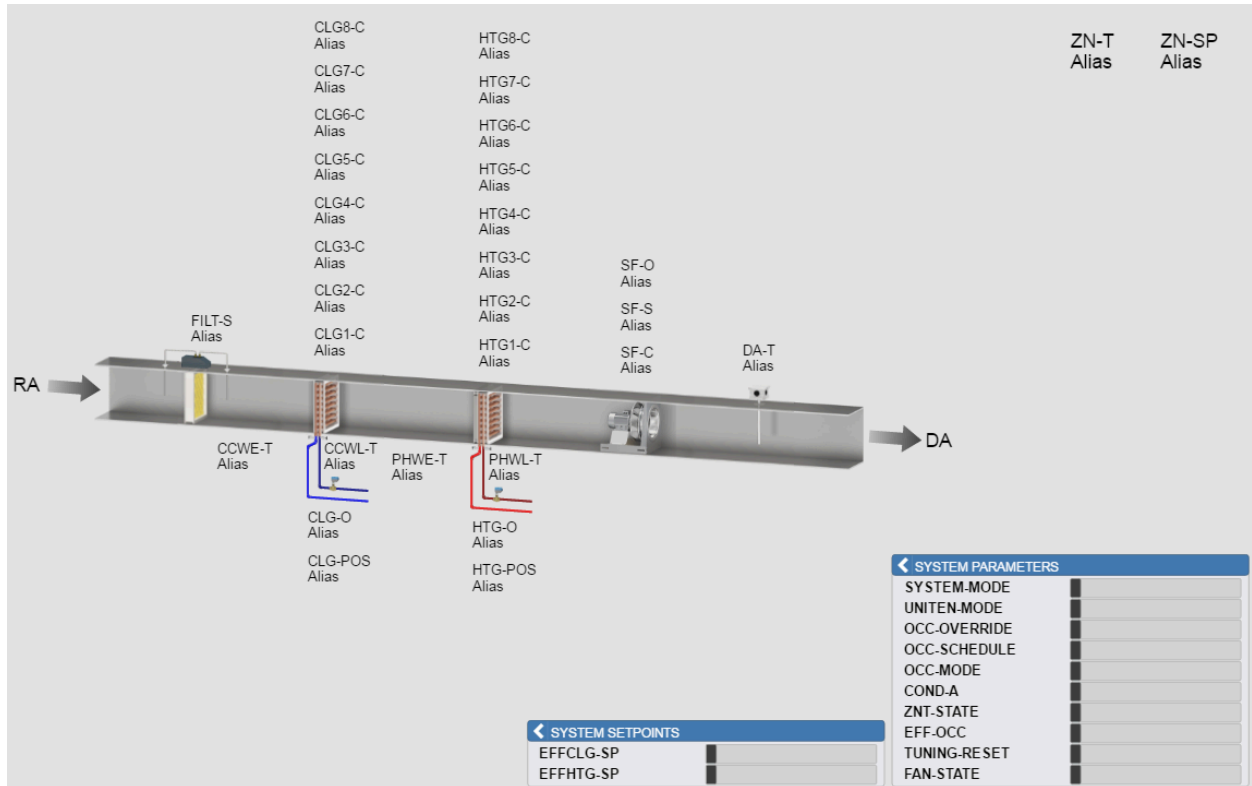 CLG8-C
Alias
CLG7-C
Alias
CLG6-C
Alias
CLG5-C
Alias
CLG4-C
Alias
CLG3-C
Alias
CLG2-C
Alias
CLG1-C
Alias
HTG8-C
Alias
HTG7-C
Alias
HTG6-C
Alias
HTG5-C
Alias
HTG4-C
Alias
HTG3-C
Alias
HTG2-C
Alias
HTG1-C
Alias
ZN-T
Alias
ZN-SP
Alias
SF-O
Alias
SF-S
Alias
SF-C
Alias
FILT-S
Alias
DA-T
Alias
RA
DA
CCWE-T
Alias
CCWL-T
Alias
PHWE-T
Alias
PHWL-T
Alias
CLG-O
Alias
CLG-POS
Alias
HTG-O
Alias
HTG-POS
Alias
SYSTEM SETPOINTS
EFFCLG-SP
EFFHTG-SP
SYSTEM PARAMETERS
SYSTEM-MODE
UNITEN-MODE
OCC-OVERRIDE
OCC-SCHEDULE
OCC-MODE
COND-A
ZNT-STATE
EFF-OCC
TUNING-RESET
FAN-STATE